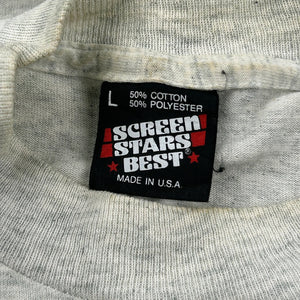 L 50% COTTON
50% POLYESTER
SCREEN
STARS
BEST
MADE IN U.S.A.